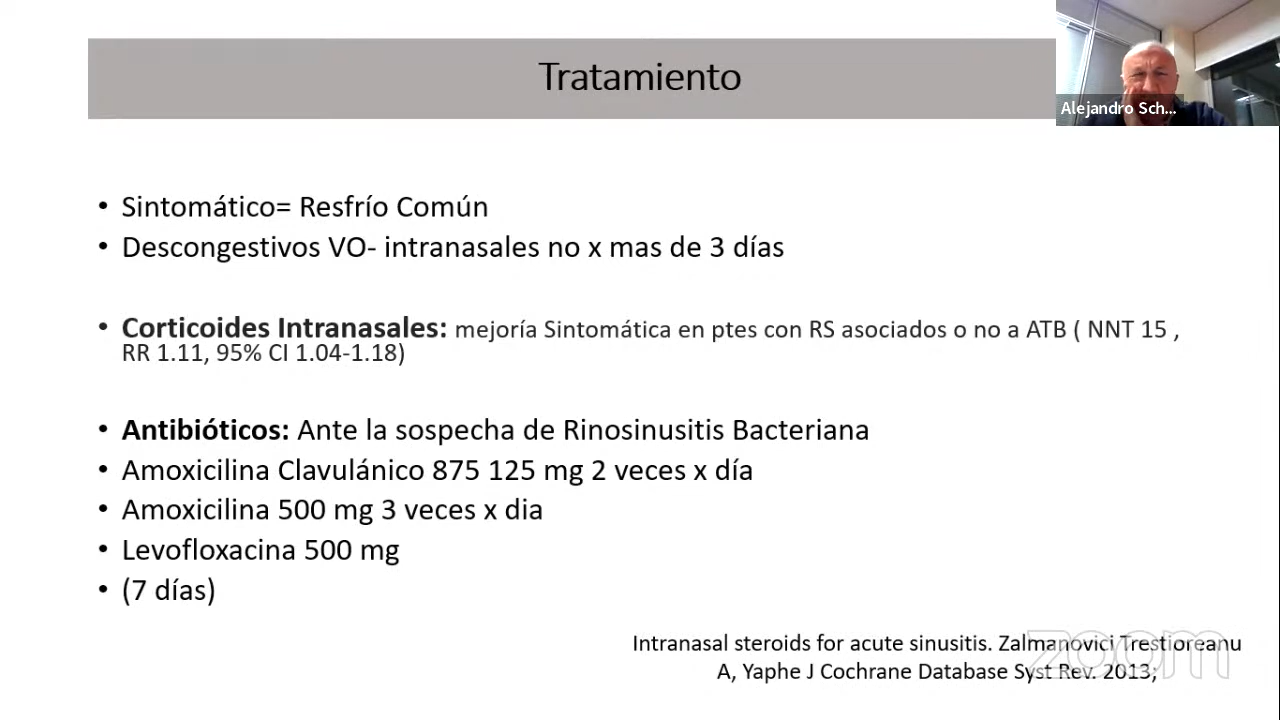 Tratamiento
Alejandro Sch...
• Sintomático= Resfrío Común
• Descongestivos VO- intranasales no x mas de 3 días
• Corticoides Intranasales: mejoría Sintomática en ptes con RS asociados o no a ATB ( NNT 15 ,
RR 1.11, 95% CI 1.04-1.18)
• Antibióticos: Ante la sospecha de Rinosinusitis Bacteriana
• Amoxicilina Clavulánico 875 125 mg 2 veces x día
• Amoxicilina 500 mg 3 veces x dia
• Levofloxacina 500 mg
• (7 días)
Intranasal steroids for acute sinusitis. Zalmanovici Trestioreanu
A, Yaphe J Cochrane Database Syst Rev. 2013;
zoom